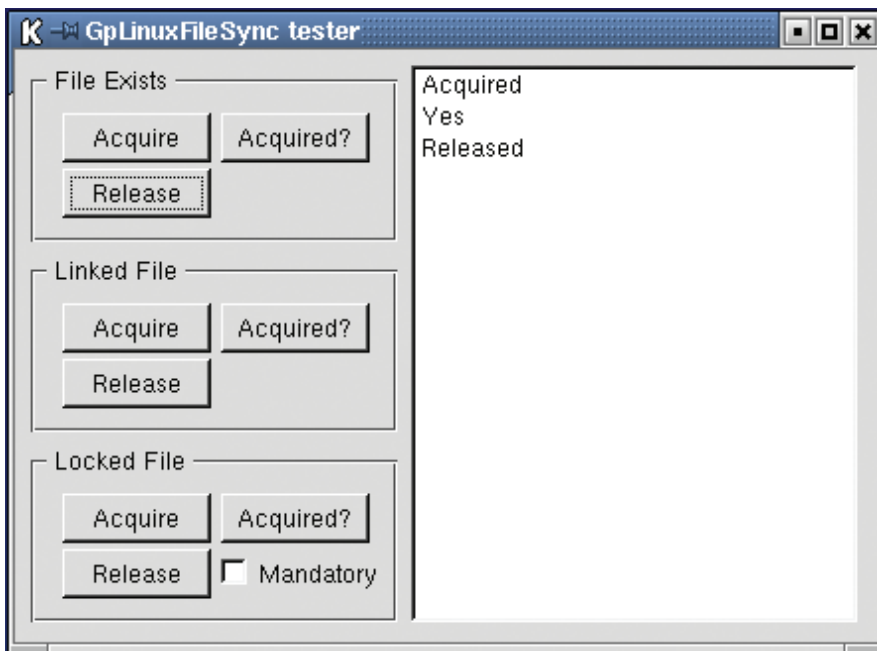 GpLinuxFileSync tester
File Exists
Acquire Acquired?
Release
Linked File
Acquire Acquired?
Release
Locked File
Acquire Acquired?
Release Mandatory
Acquired
Yes
Released